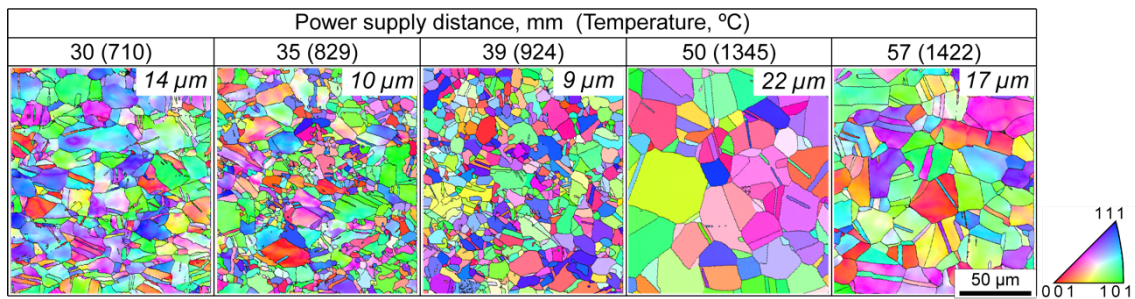 Power supply distance, mm (Temperature, ºC)
30 (710) 35 (829) 39 (924) 50 (1345) 57 (1422)
14 µm 10 µm 9 µm 22 µm 17 µm
111
50 µm 001 101